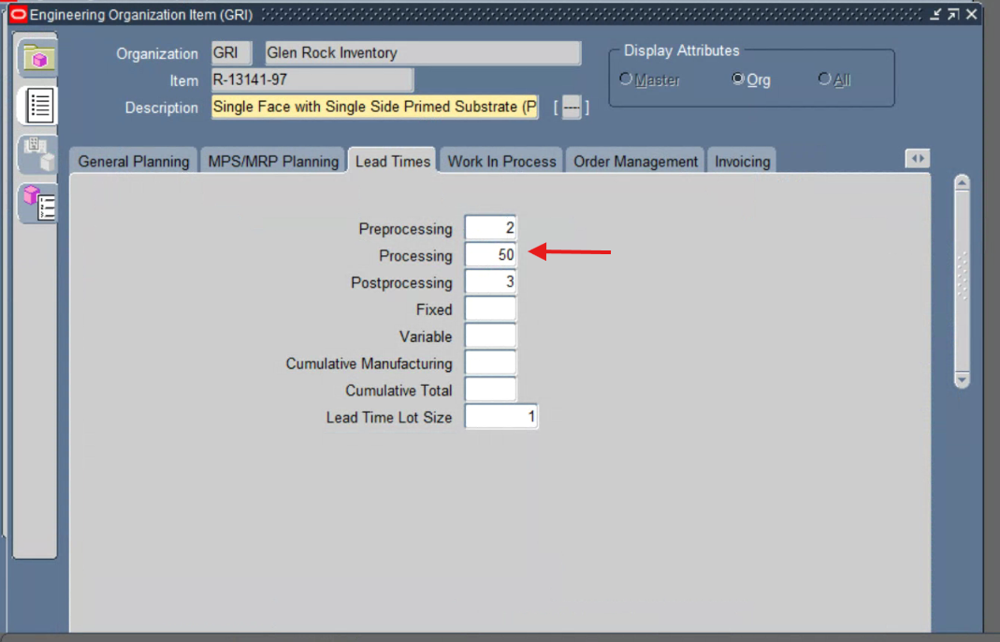 Engineering Organization Item (GRI)
Organization GRI Glen Rock Inventory
Item R-13141-97
Description Single Face with Single Side Primed Substrate (P [ ---- ]
Display Attributes
Master Org All
General Planning MPS/MRP Planning Lead Times Work In Process Order Management Invoicing
Preprocessing 2
Processing 50
Postprocessing 3
Fixed
Variable
Cumulative Manufacturing
Cumulative Total
Lead Time Lot Size 1